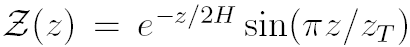 𝒵(z) = e^{-z/2H} sin(πz/z_T)